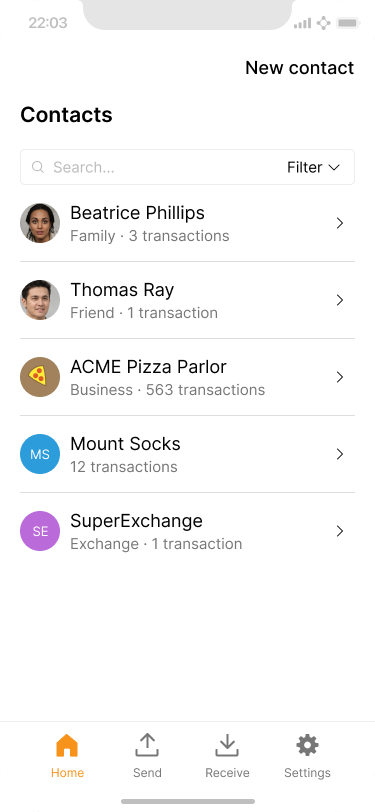 22:03
New contact
Contacts
Search... Filter
Beatrice Phillips
Family · 3 transactions
Thomas Ray
Friend · 1 transaction
ACME Pizza Parlor
Business · 563 transactions
MS Mount Socks
12 transactions
SE SuperExchange
Exchange · 1 transaction
Home Send Receive Settings